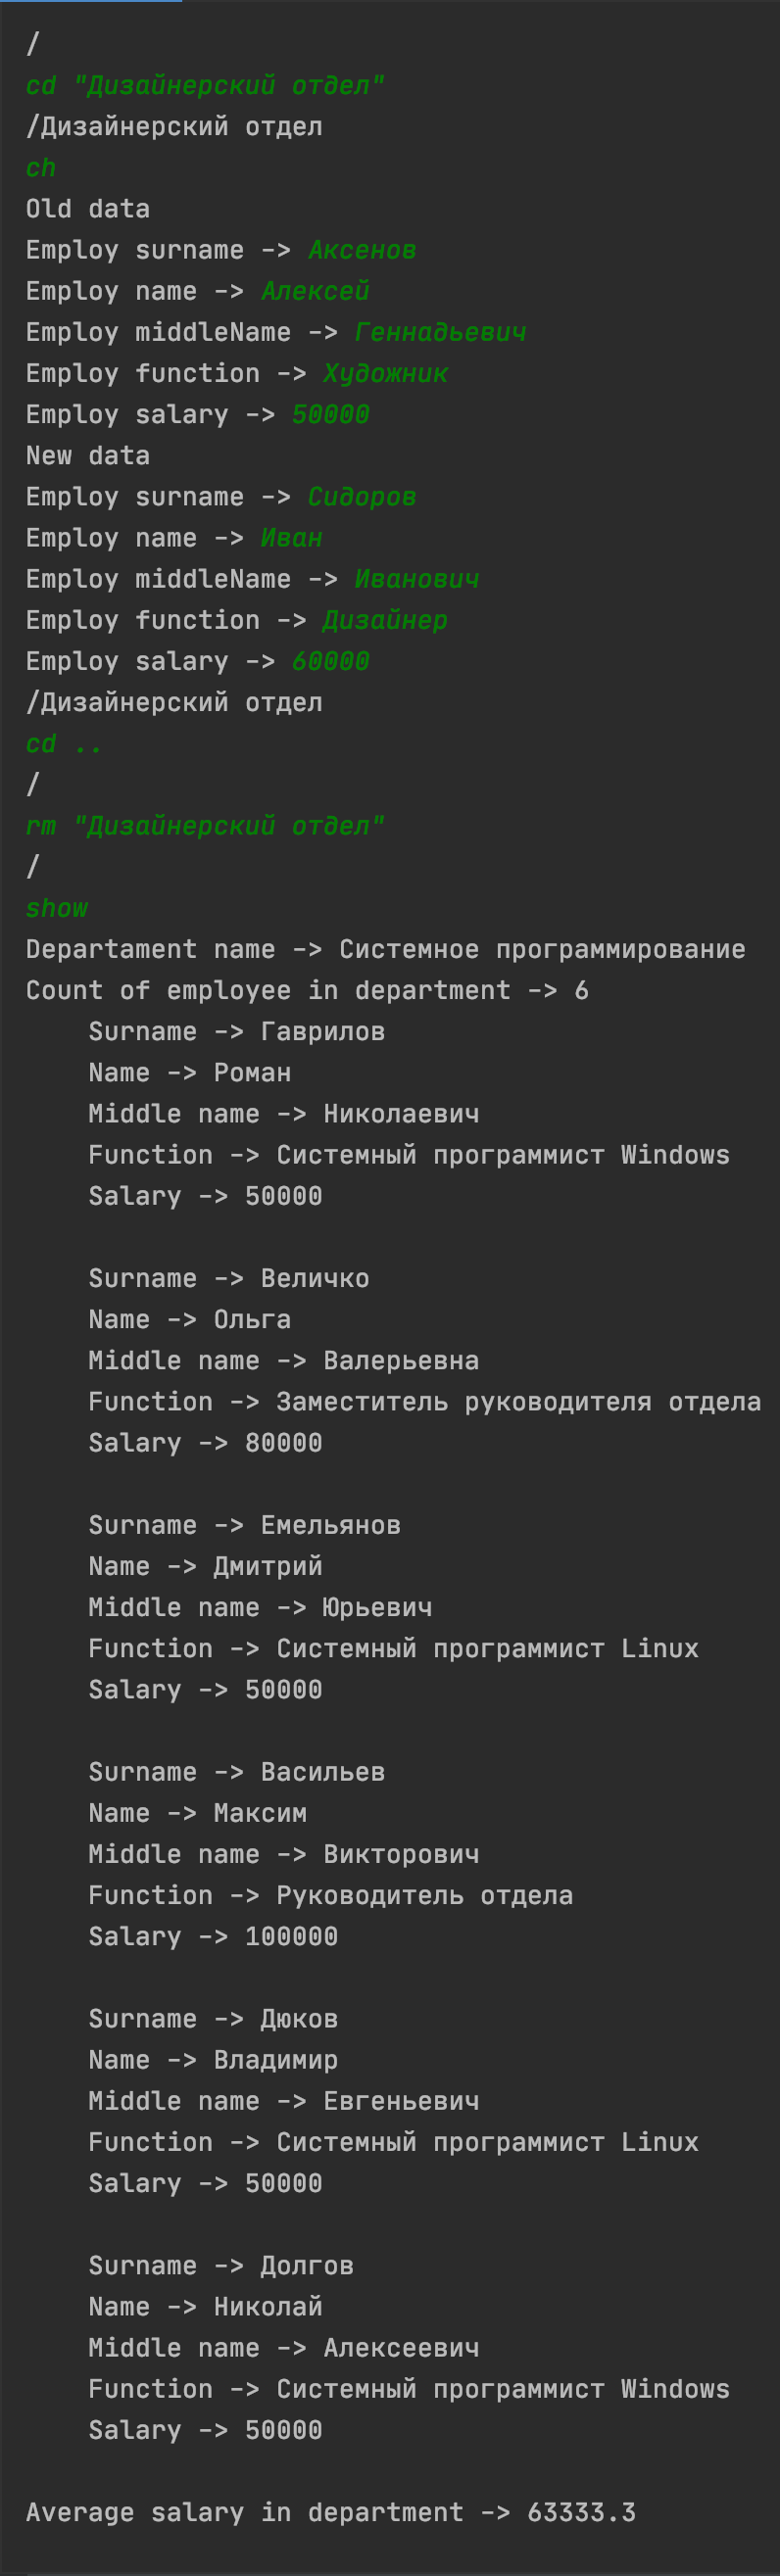 /
cd "Дизайнерский отдел"
/Дизайнерский отдел
ch
Old data
Employ surname -> Аксенов
Employ name -> Алексей
Employ middleName -> Геннадьевич
Employ function -> Художник
Employ salary -> 50000
New data
Employ surname -> Сидоров
Employ name -> Иван
Employ middleName -> Иванович
Employ function -> Дизайнер
Employ salary -> 60000
/Дизайнерский отдел
cd ..
/
rm "Дизайнерский отдел"
/
show
Departament name -> Системное программирование
Count of employee in department -> 6
Surname -> Гаврилов
Name -> Роман
Middle name -> Николаевич
Function -> Системный программист Windows
Salary -> 50000
Surname -> Величко
Name -> Ольга
Middle name -> Валерьевна
Function -> Заместитель руководителя отдела
Salary -> 80000
Surname -> Емельянов
Name -> Дмитрий
Middle name -> Юрьевич
Function -> Системный программист Linux
Salary -> 50000
Surname -> Васильев
Name -> Максим
Middle name -> Викторович
Function -> Руководитель отдела
Salary -> 100000
Surname -> Дюков
Name -> Владимир
Middle name -> Евгеньевич
Function -> Системный программист Linux
Salary -> 50000
Surname -> Долгов
Name -> Николай
Middle name -> Алексеевич
Function -> Системный программист Windows
Salary -> 50000
Average salary in department -> 63333.3